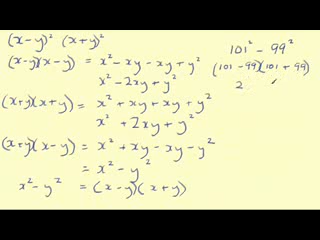 (x-y)² (x+y)²
(x-y)(x-y) = x² - xy - xy + y²
x² - 2xy + y²
(x+y)(x+y) = x² + xy + xy + y²
x² + 2xy + y²
(x+y)(x-y) = x² + xy - xy - y²
= x² - y²
x² - y² = (x-y)(x+y)
101² - 99²
(101-99)(101+99)
2